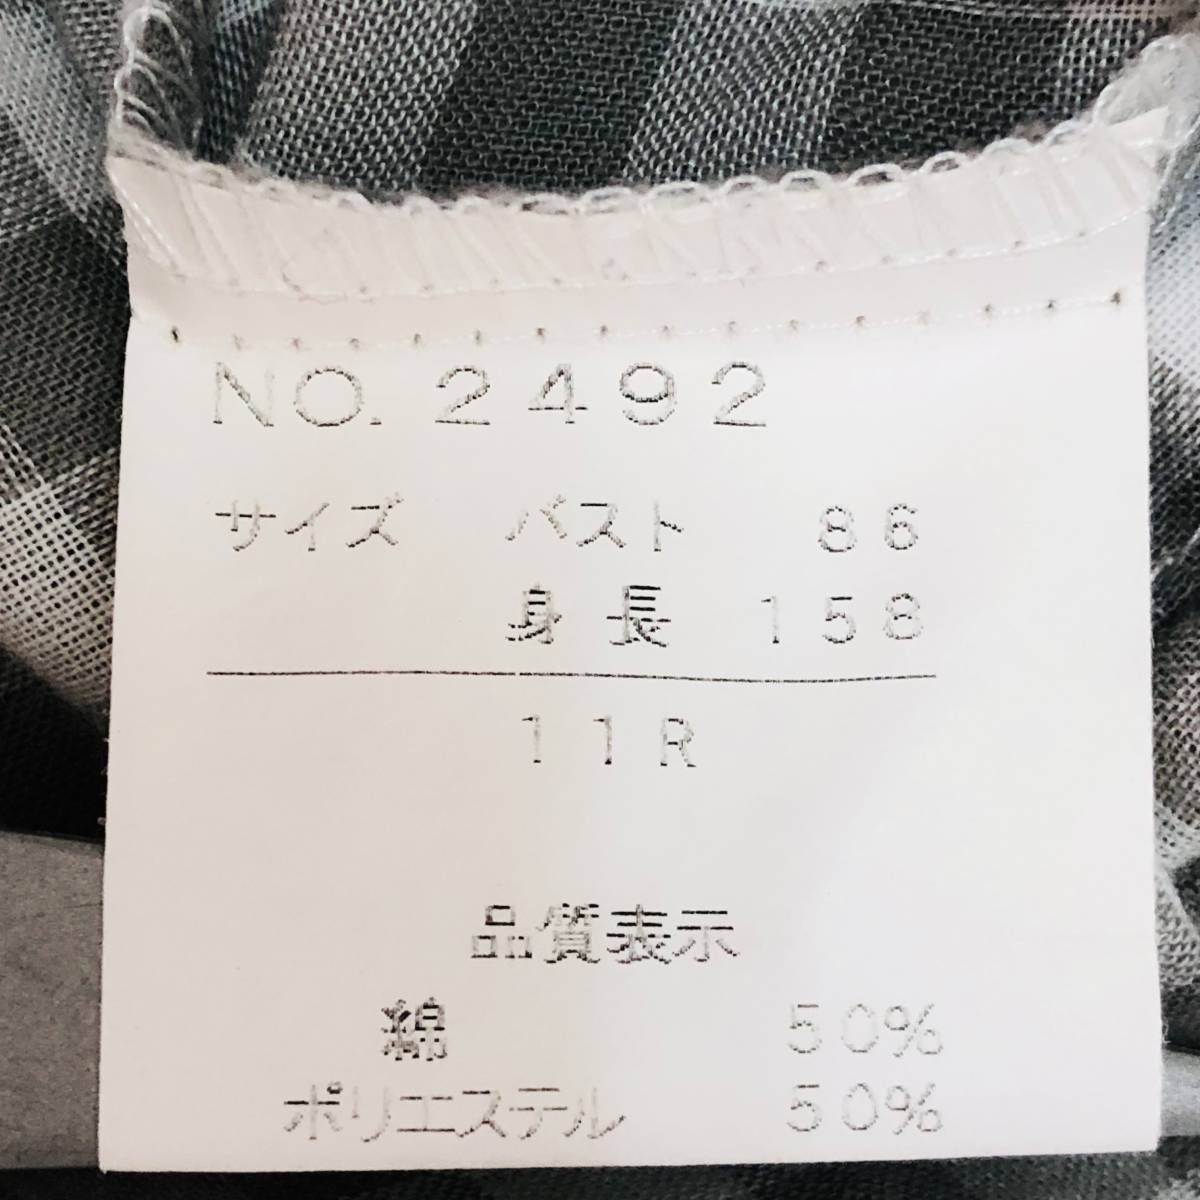 NO. 2492
サイズ バスト 86
身長 158
11R
品質表示
綿 50%
ポリエステル 50%